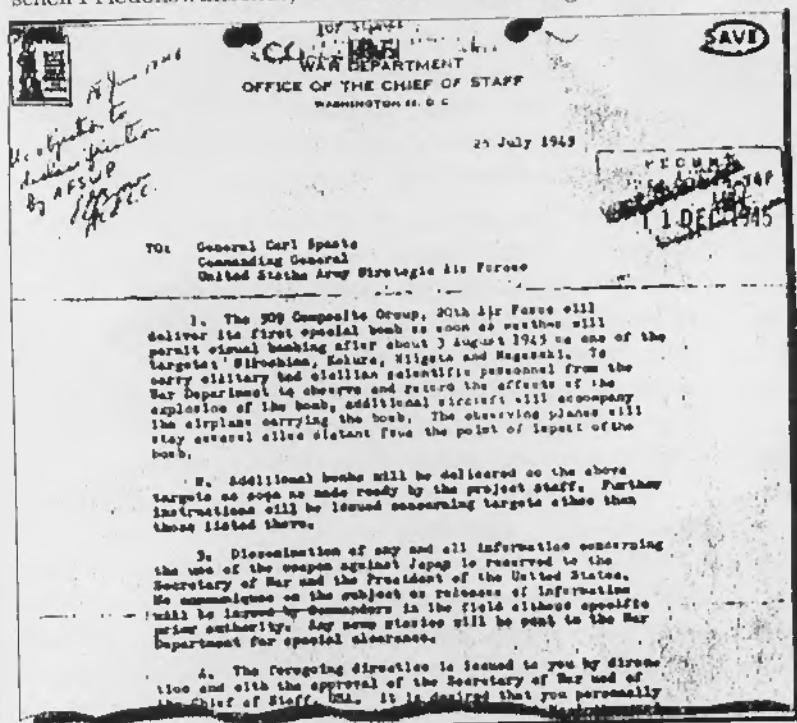 TOP SECRET
WAR DEPARTMENT
OFFICE OF THE CHIEF OF STAFF
WASHINGTON 25, D C
SAVE
No objection to
declassification
By AFSWP
25 July 1945
11 DEC 1945
TO: General Carl Spaatz
Commanding General
United States Army Strategic Air Forces
1. The 509 Composite Group, 20th Air Force will
deliver its first special bomb as soon as weather will
permit visual bombing after about 3 August 1945 on one of the
targets: Hiroshima, Kokura, Niigata and Nagasaki. To
carry military and civilian scientific personnel from the
War Department to observe and record the effects of the
explosion of the bomb, additional aircraft will accompany
the airplane carrying the bomb. The observing planes will
stay several miles distant from the point of impact of the
bomb.
2. Additional bombs will be delivered on the above
targets as soon as made ready by the project staff. Further
instructions will be issued concerning targets other than
those listed above.
3. Dissemination of any and all information concerning
the use of the weapon against Japan is reserved to the
Secretary of War and the President of the United States.
No communiques on the subject or releases of information
will be issued by Commanders in the field without specific
prior authority. Any news stories will be sent to the War
Department for special clearance.
4. The foregoing directive is issued to you by direc-
tion and with the approval of the Secretary of War and of
the Chief of Staff, USA. It is desired that you personally